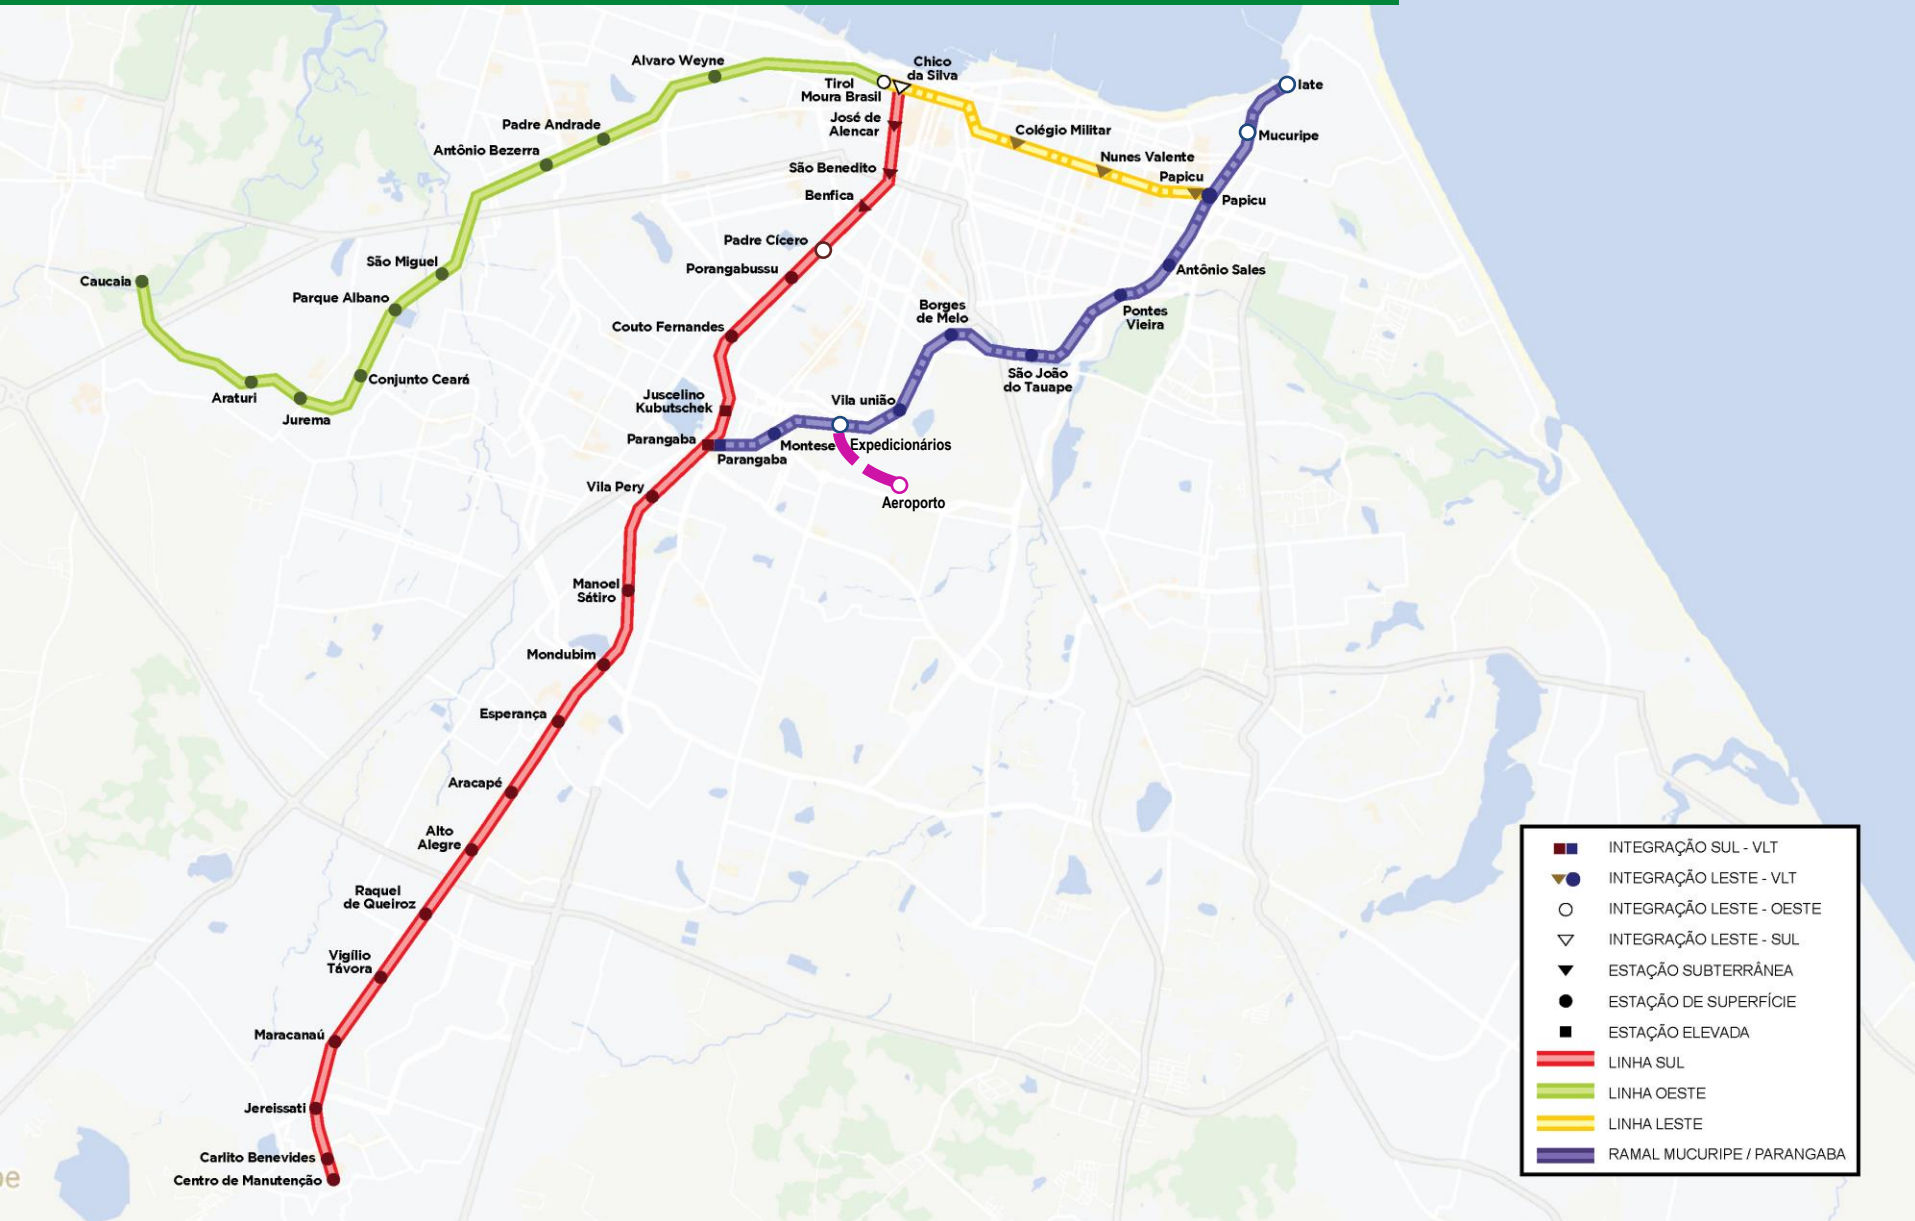 Alvaro Weyne
Chico
da Silva
Tirol
Moura Brasil
Iate
José de
Alencar
Padre Andrade
Colégio Militar
Mucuripe
Antônio Bezerra
Nunes Valente
São Benedito
Papicu
Benfica
Papicu
Padre Cícero
São Miguel
Porangabussu
Antônio Sales
Caucaia
Parque Albano
Borges
de Melo
Pontes
Vieira
Couto Fernandes
Conjunto Ceará
São João
do Tauape
Araturi
Juscelino
Kubutschek
Vila união
Jurema
Parangaba
Montese
Expedicionários
Parangaba
Vila Pery
Aeroporto
Manoel
Sátiro
Mondubim
Esperança
Aracapé
Alto
Alegre
Raquel
de Queiroz
Vigílio
Távora
Maracanaú
Jereissati
Carlito Benevides
Centro de Manutenção
INTEGRAÇÃO SUL - VLT
INTEGRAÇÃO LESTE - VLT
INTEGRAÇÃO LESTE - OESTE
INTEGRAÇÃO LESTE - SUL
ESTAÇÃO SUBTERRÂNEA
ESTAÇÃO DE SUPERFÍCIE
ESTAÇÃO ELEVADA
LINHA SUL
LINHA OESTE
LINHA LESTE
RAMAL MUCURIPE / PARANGABA